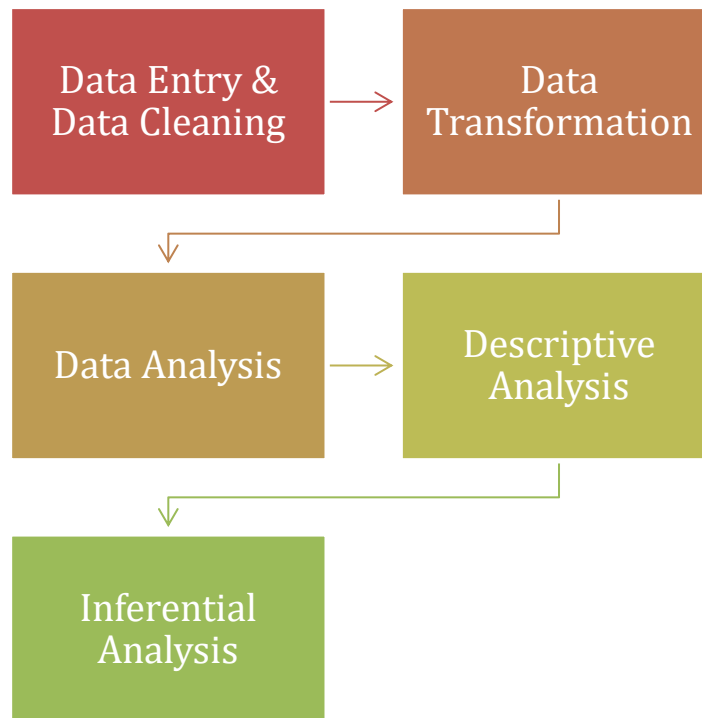 Data Entry &
Data Cleaning
Data
Transformation
Data Analysis
Descriptive
Analysis
Inferential
Analysis